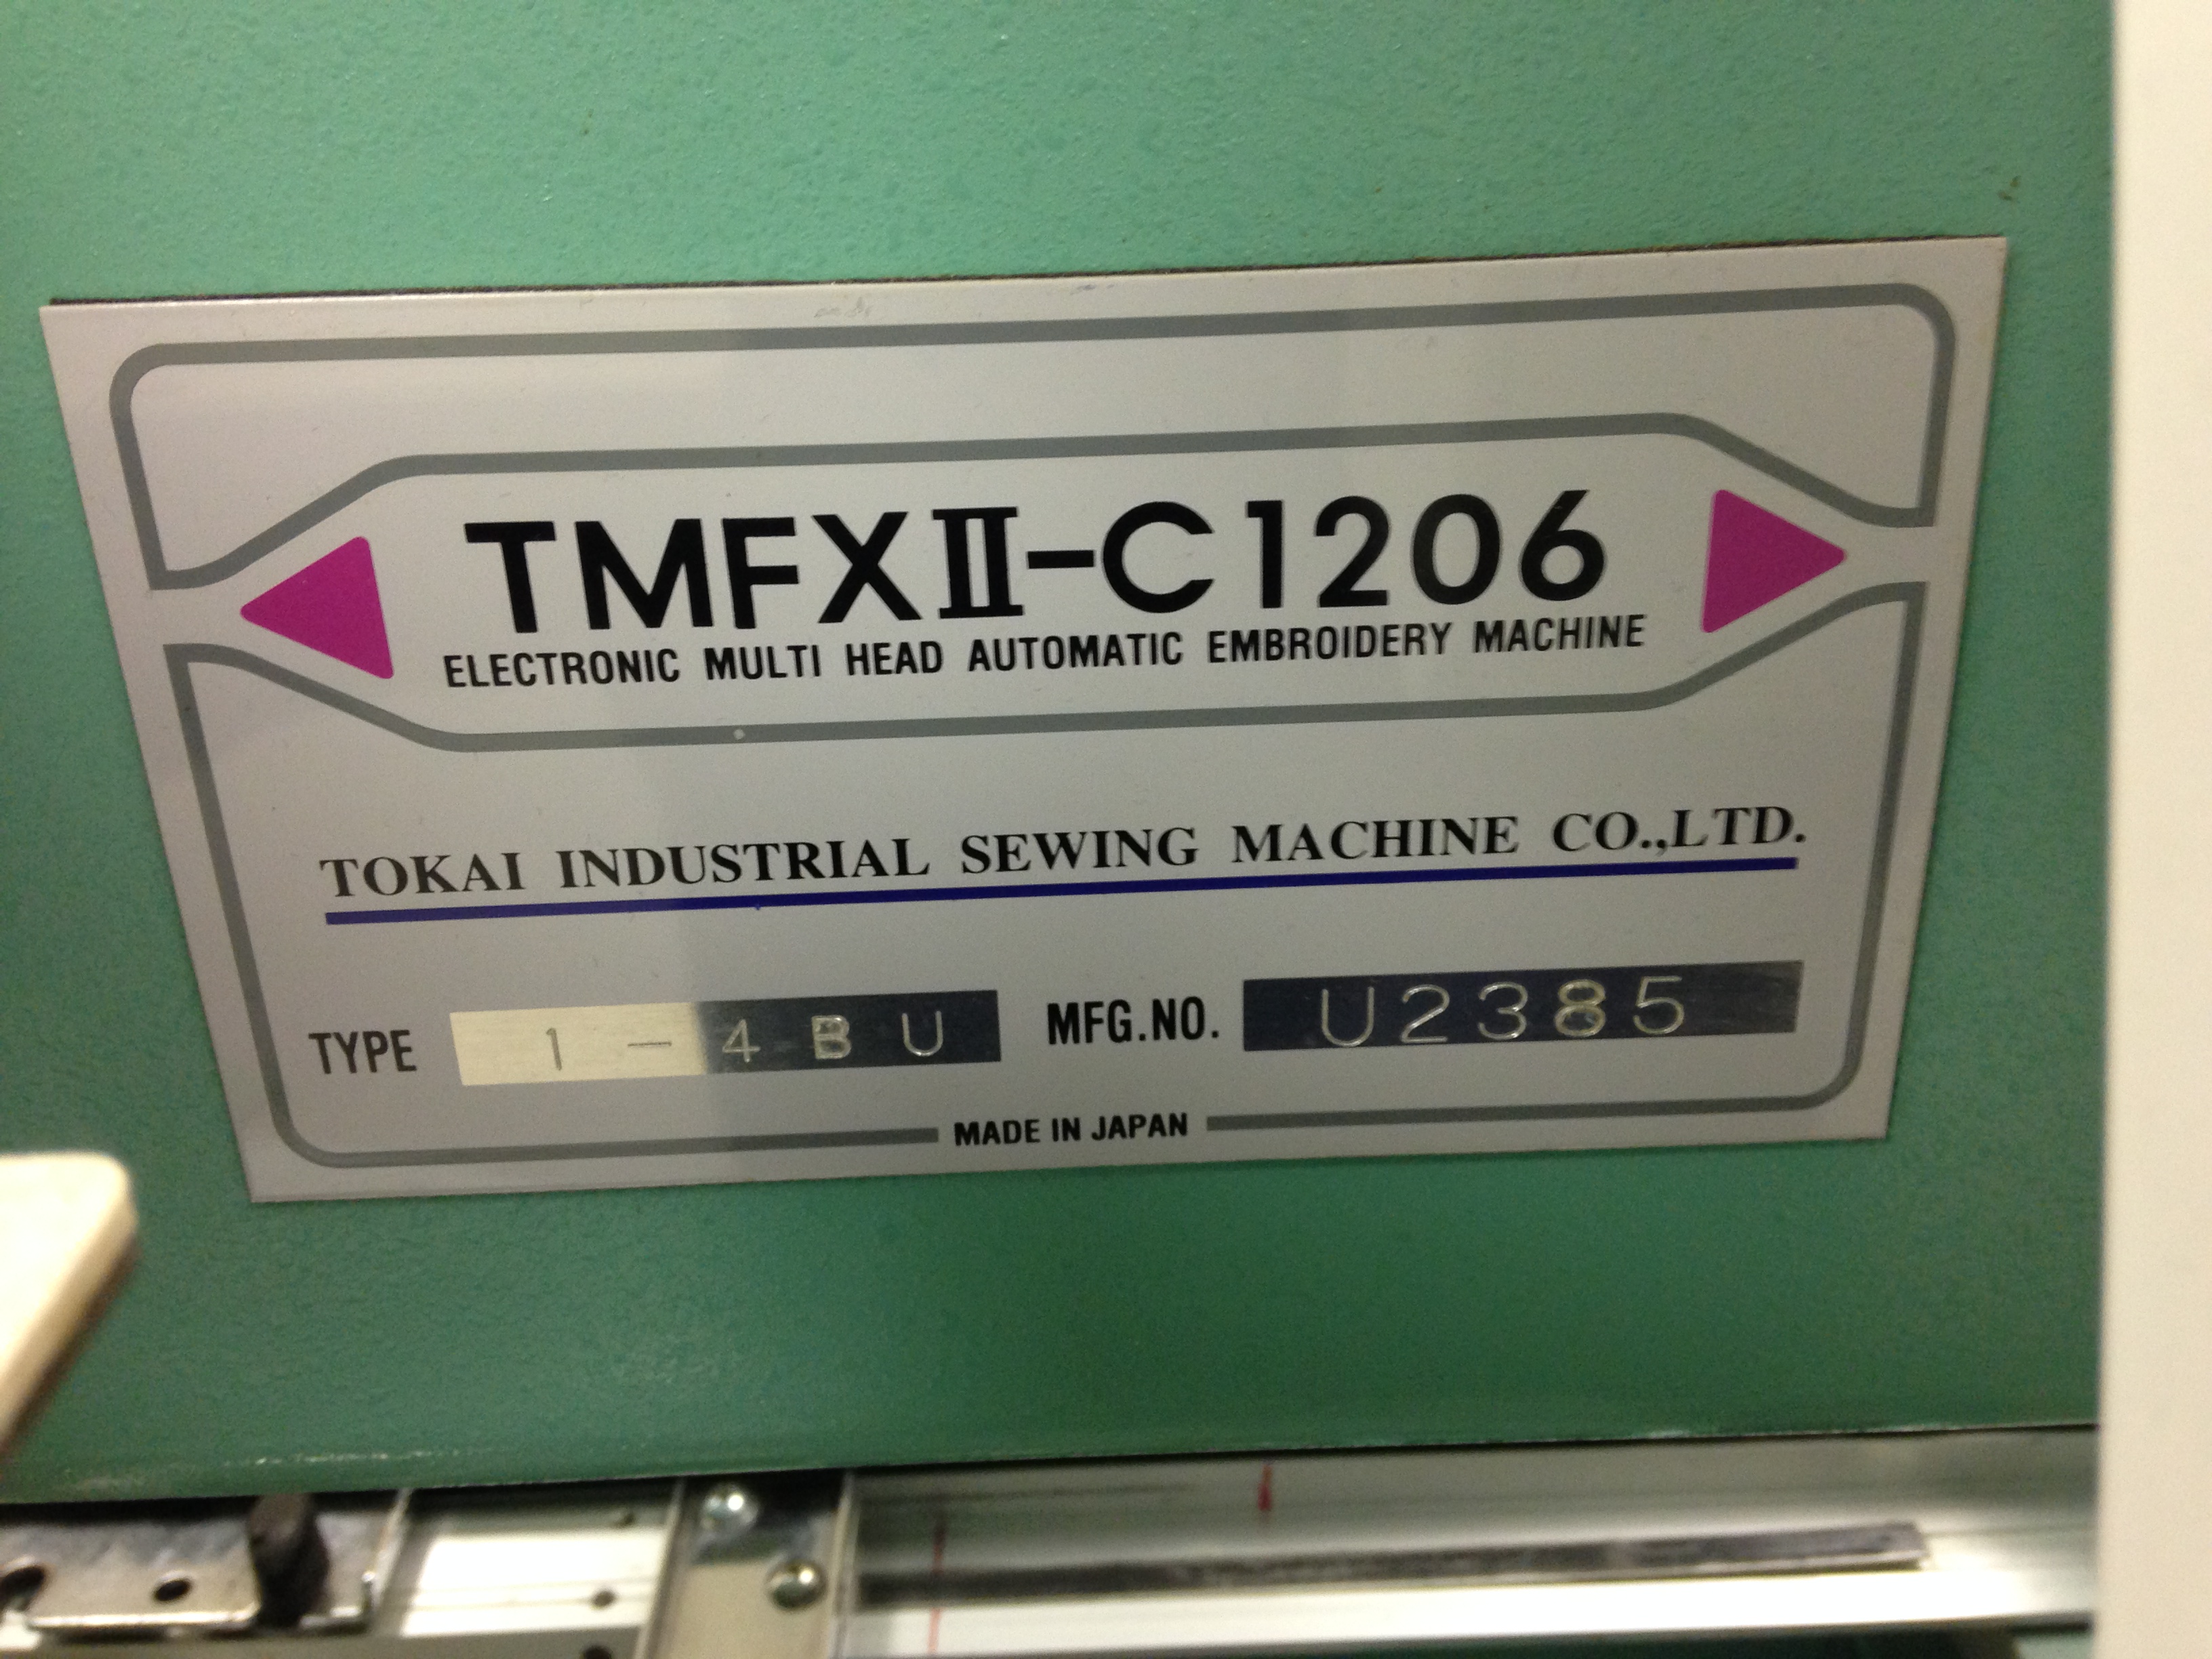 TMFXII-C1206
ELECTRONIC MULTI HEAD AUTOMATIC EMBROIDERY MACHINE
TOKAI INDUSTRIAL SEWING MACHINE CO.,LTD.
TYPE 1-4BU MFG.NO. U2385
MADE IN JAPAN